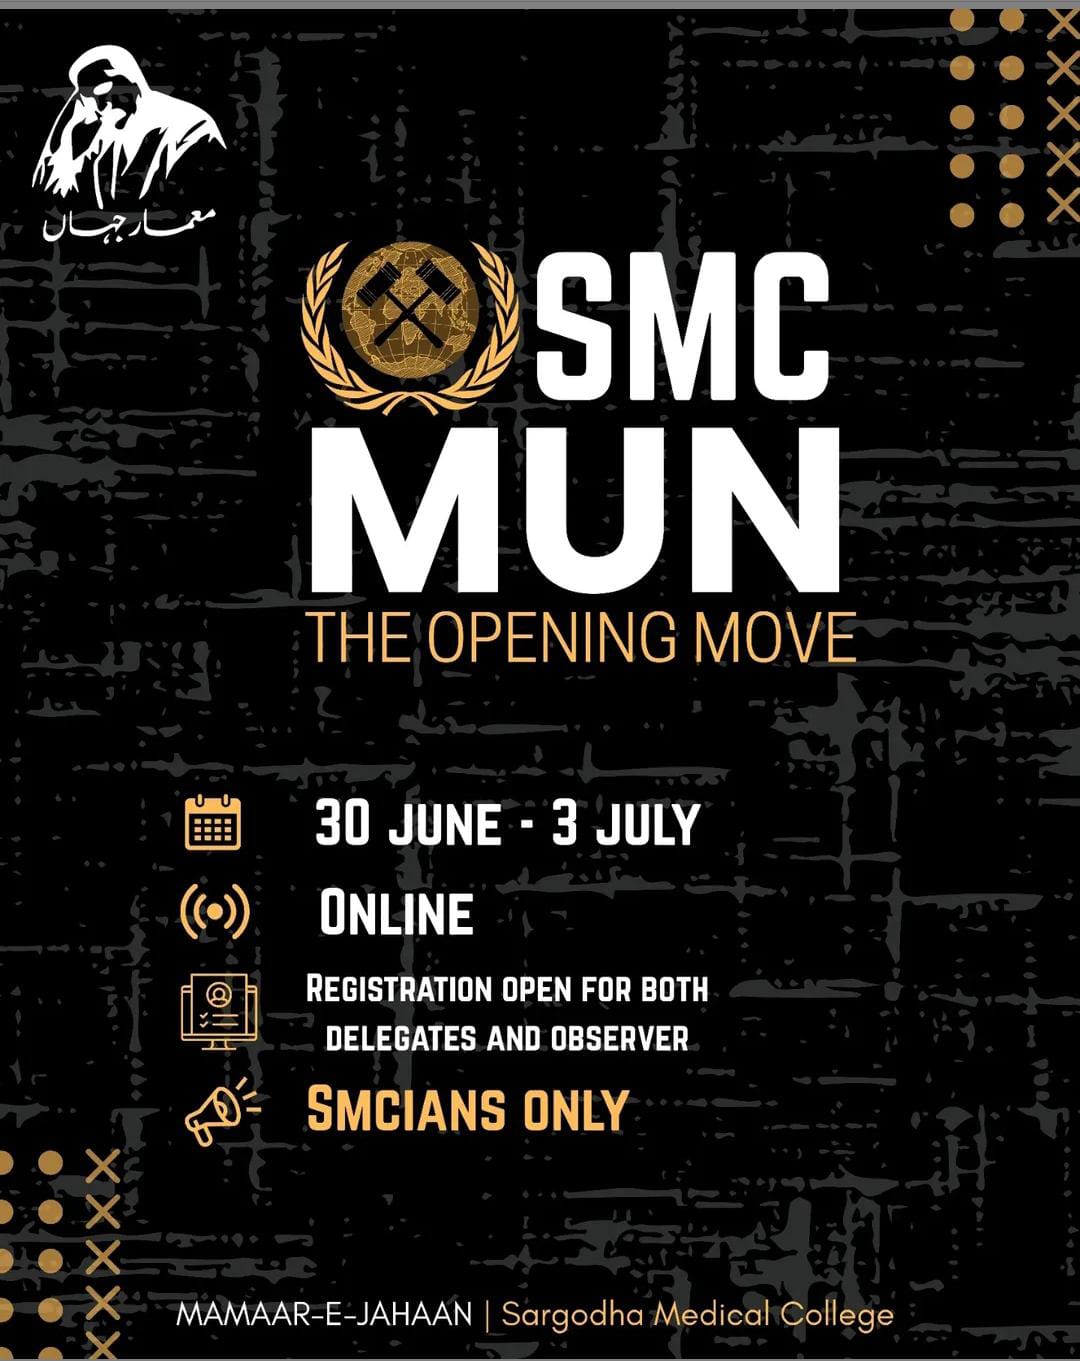 معمار جہاں
SMC
MUN
THE OPENING MOVE
30 JUNE - 3 JULY
ONLINE
REGISTRATION OPEN FOR BOTH
DELEGATES AND OBSERVER
SMCIANS ONLY
MAMAAR-E-JAHAAN | Sargodha Medical College